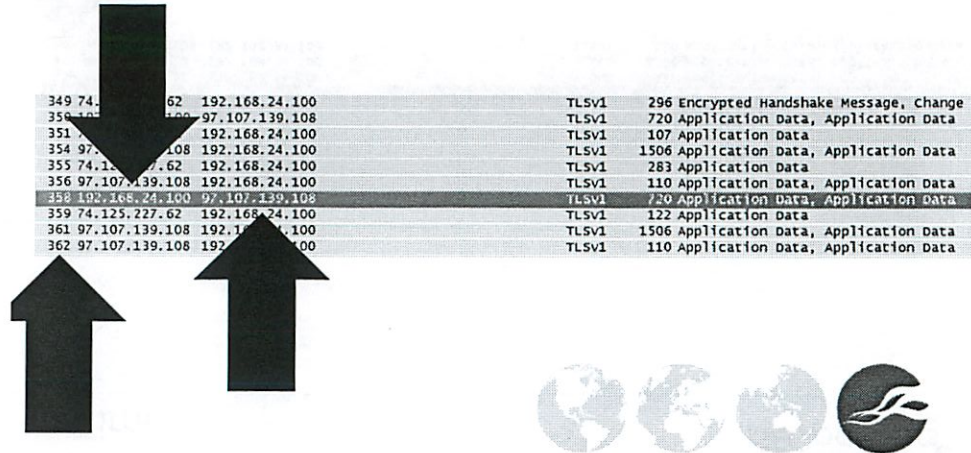 349 74. 62 192.168.24.100 TLSv1 296 Encrypted Handshake Message, Change
350 97.107.139.108 TLSv1 720 Application Data, Application Data
351 192.168.24.100 TLSv1 107 Application Data
354 97. 108 192.168.24.100 TLSv1 1506 Application Data, Application Data
355 74.1 7.62 192.168.24.100 TLSv1 283 Application Data
356 97.107.139.108 192.168.24.100 TLSv1 110 Application Data, Application Data
358 192.168.24.100 97.107.139.108 TLSv1 720 Application Data, Application Data
359 74.125.227.62 192.168.24.100 TLSv1 122 Application Data
361 97.107.139.108 192.16 4.100 TLSv1 1506 Application Data, Application Data
362 97.107.139.108 192. 00 TLSv1 110 Application Data, Application Data